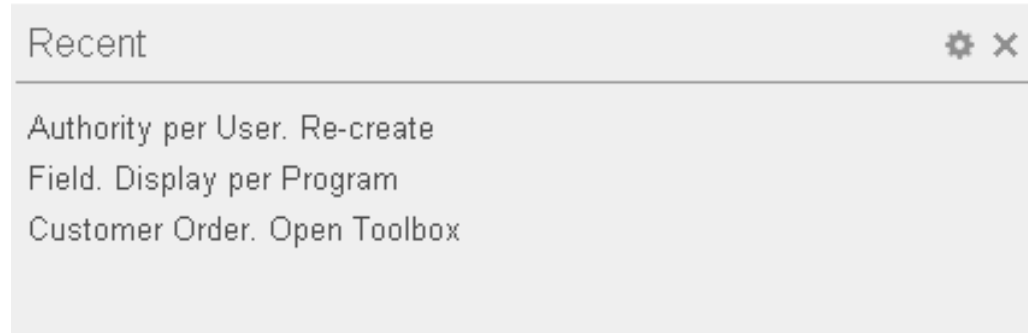 Recent
Authority per User. Re-create
Field. Display per Program
Customer Order. Open Toolbox